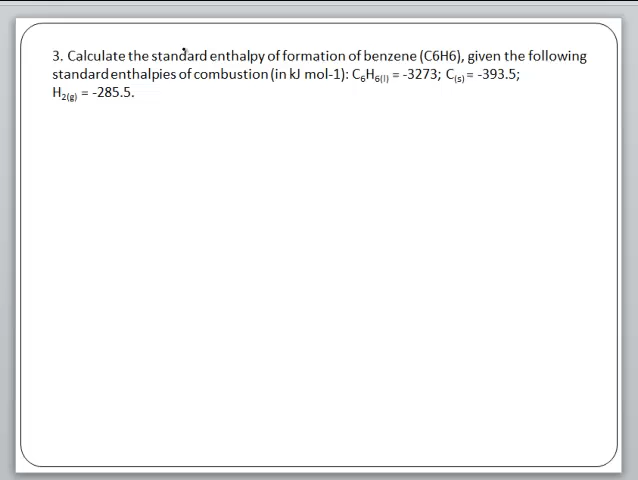 3. Calculate the standard enthalpy of formation of benzene (C6H6), given the following
standard enthalpies of combustion (in kJ mol-1): C₆H₆₍ₗ₎ = -3273; C₍ₛ₎ = -393.5;
H₂₍g₎ = -285.5.